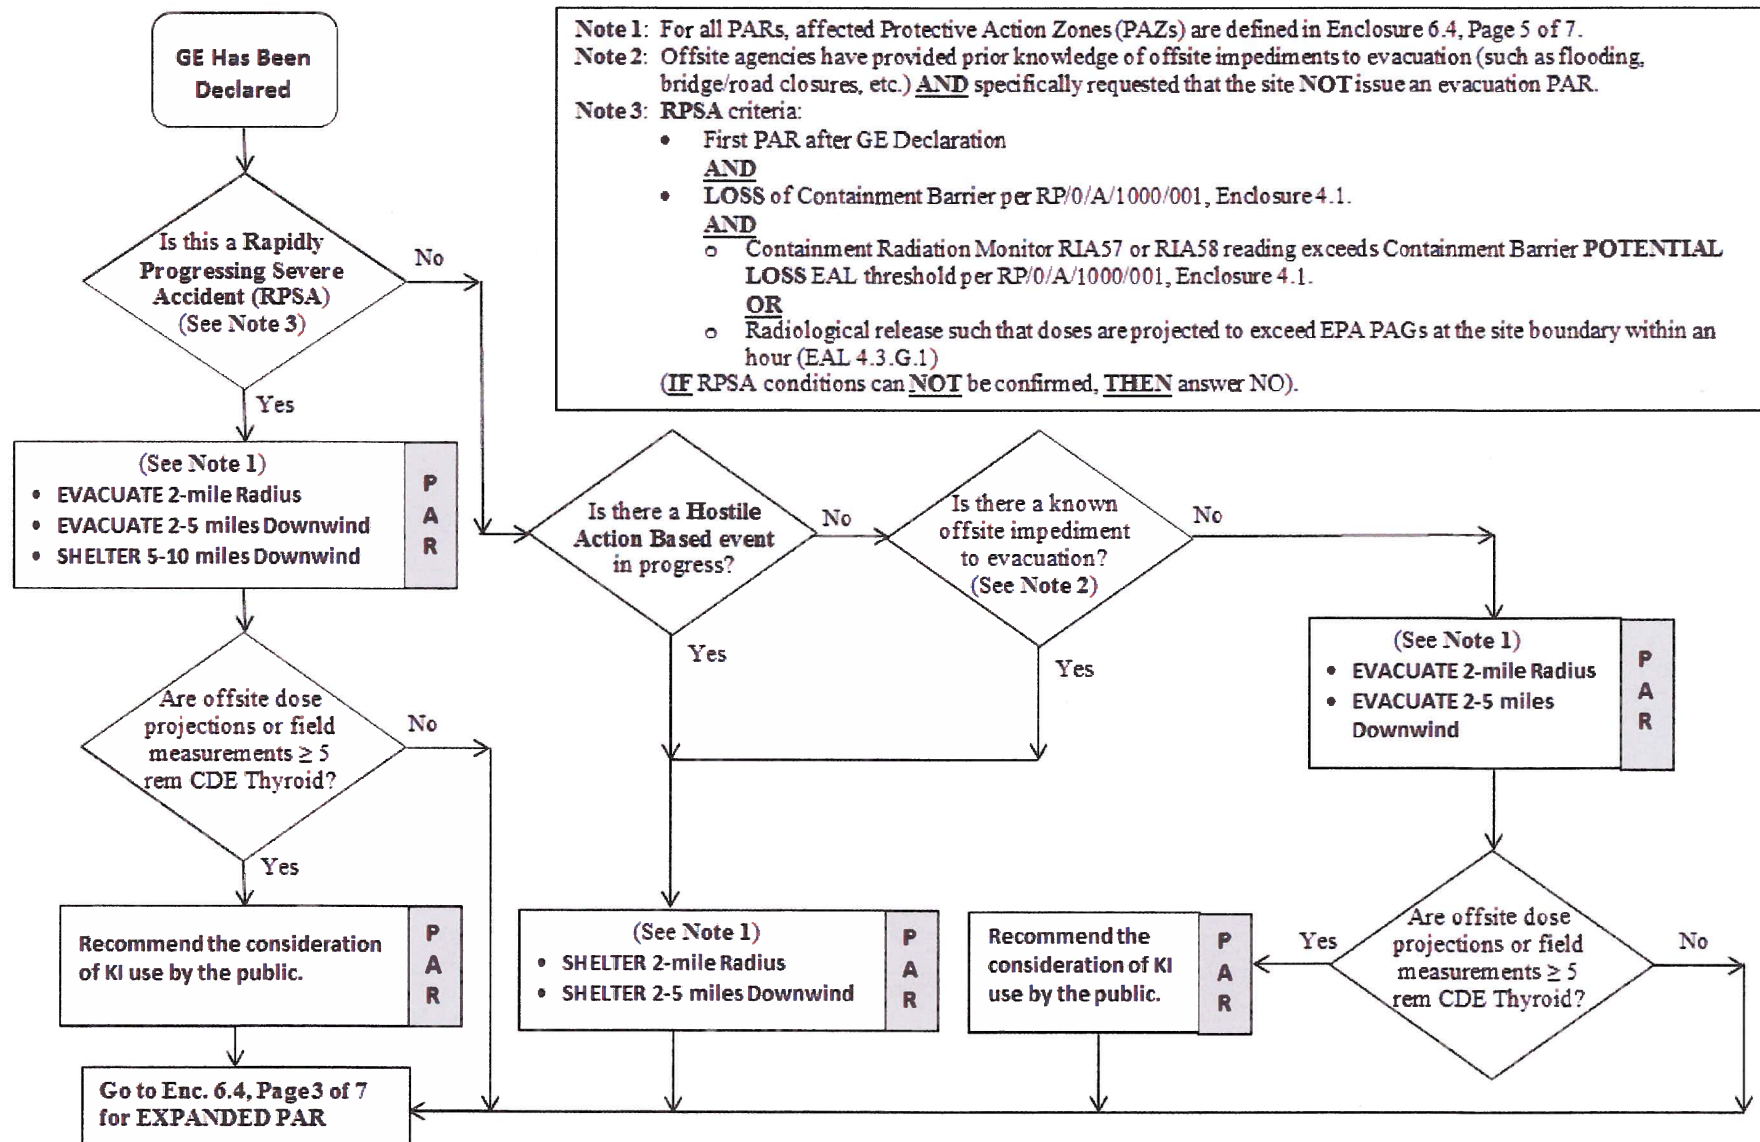 GE Has Been
Declared
Note 1: For all PARs, affected Protective Action Zones (PAZs) are defined in Enclosure 6.4, Page 5 of 7.
Note 2: Offsite agencies have provided prior knowledge of offsite impediments to evacuation (such as flooding,
bridge/road closures, etc.) AND specifically requested that the site NOT issue an evacuation PAR.
Note 3: RPSA criteria:
• First PAR after GE Declaration
AND
• LOSS of Containment Barrier per RP/0/A/1000/001, Enclosure 4.1.
AND
o Containment Radiation Monitor RIA57 or RIA58 reading exceeds Containment Barrier POTENTIAL
LOSS EAL threshold per RP/0/A/1000/001, Enclosure 4.1.
OR
o Radiological release such that doses are projected to exceed EPA PAGs at the site boundary within an
hour (EAL 4.3.G.1)
(IF RPSA conditions can NOT be confirmed, THEN answer NO).
Is this a Rapidly
Progressing Severe
Accident (RPSA)
(See Note 3)
No
Yes
(See Note 1)
• EVACUATE 2-mile Radius
• EVACUATE 2-5 miles Downwind
• SHELTER 5-10 miles Downwind
P
A
R
Is there a Hostile
Action Based event
in progress?
No
Yes
Is there a known
offsite impediment
to evacuation?
(See Note 2)
No
Yes
(See Note 1)
• EVACUATE 2-mile Radius
• EVACUATE 2-5 miles
Downwind
P
A
R
Are offsite dose
projections or field
measurements ≥ 5
rem CDE Thyroid?
No
Yes
Recommend the consideration
of KI use by the public.
P
A
R
(See Note 1)
• SHELTER 2-mile Radius
• SHELTER 2-5 miles Downwind
P
A
R
Recommend the
consideration of KI
use by the public.
P
A
R
Yes
Are offsite dose
projections or field
measurements ≥ 5
rem CDE Thyroid?
No
Go to Enc. 6.4, Page 3 of 7
for EXPANDED PAR